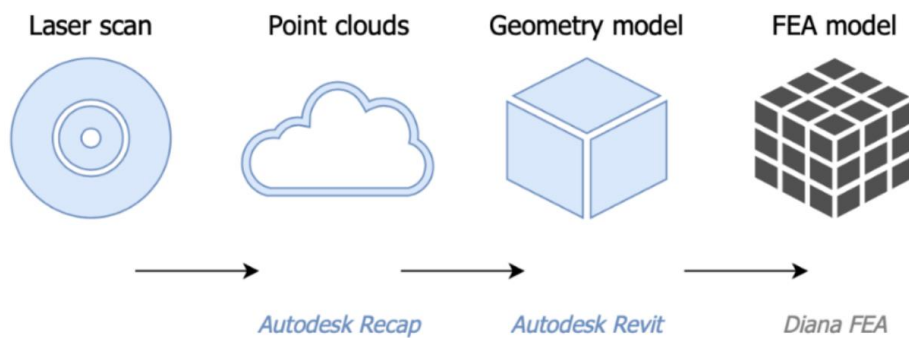 Laser scan
Point clouds
Geometry model
FEA model
Autodesk Recap
Autodesk Revit
Diana FEA